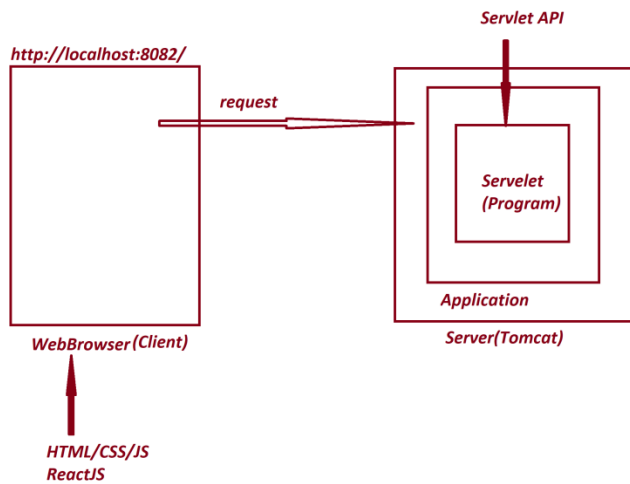 Servlet API
http://localhost:8082/
request
Servelet
(Program)
Application
WebBrowser(Client)
Server(Tomcat)
HTML/CSS/JS
ReactJS